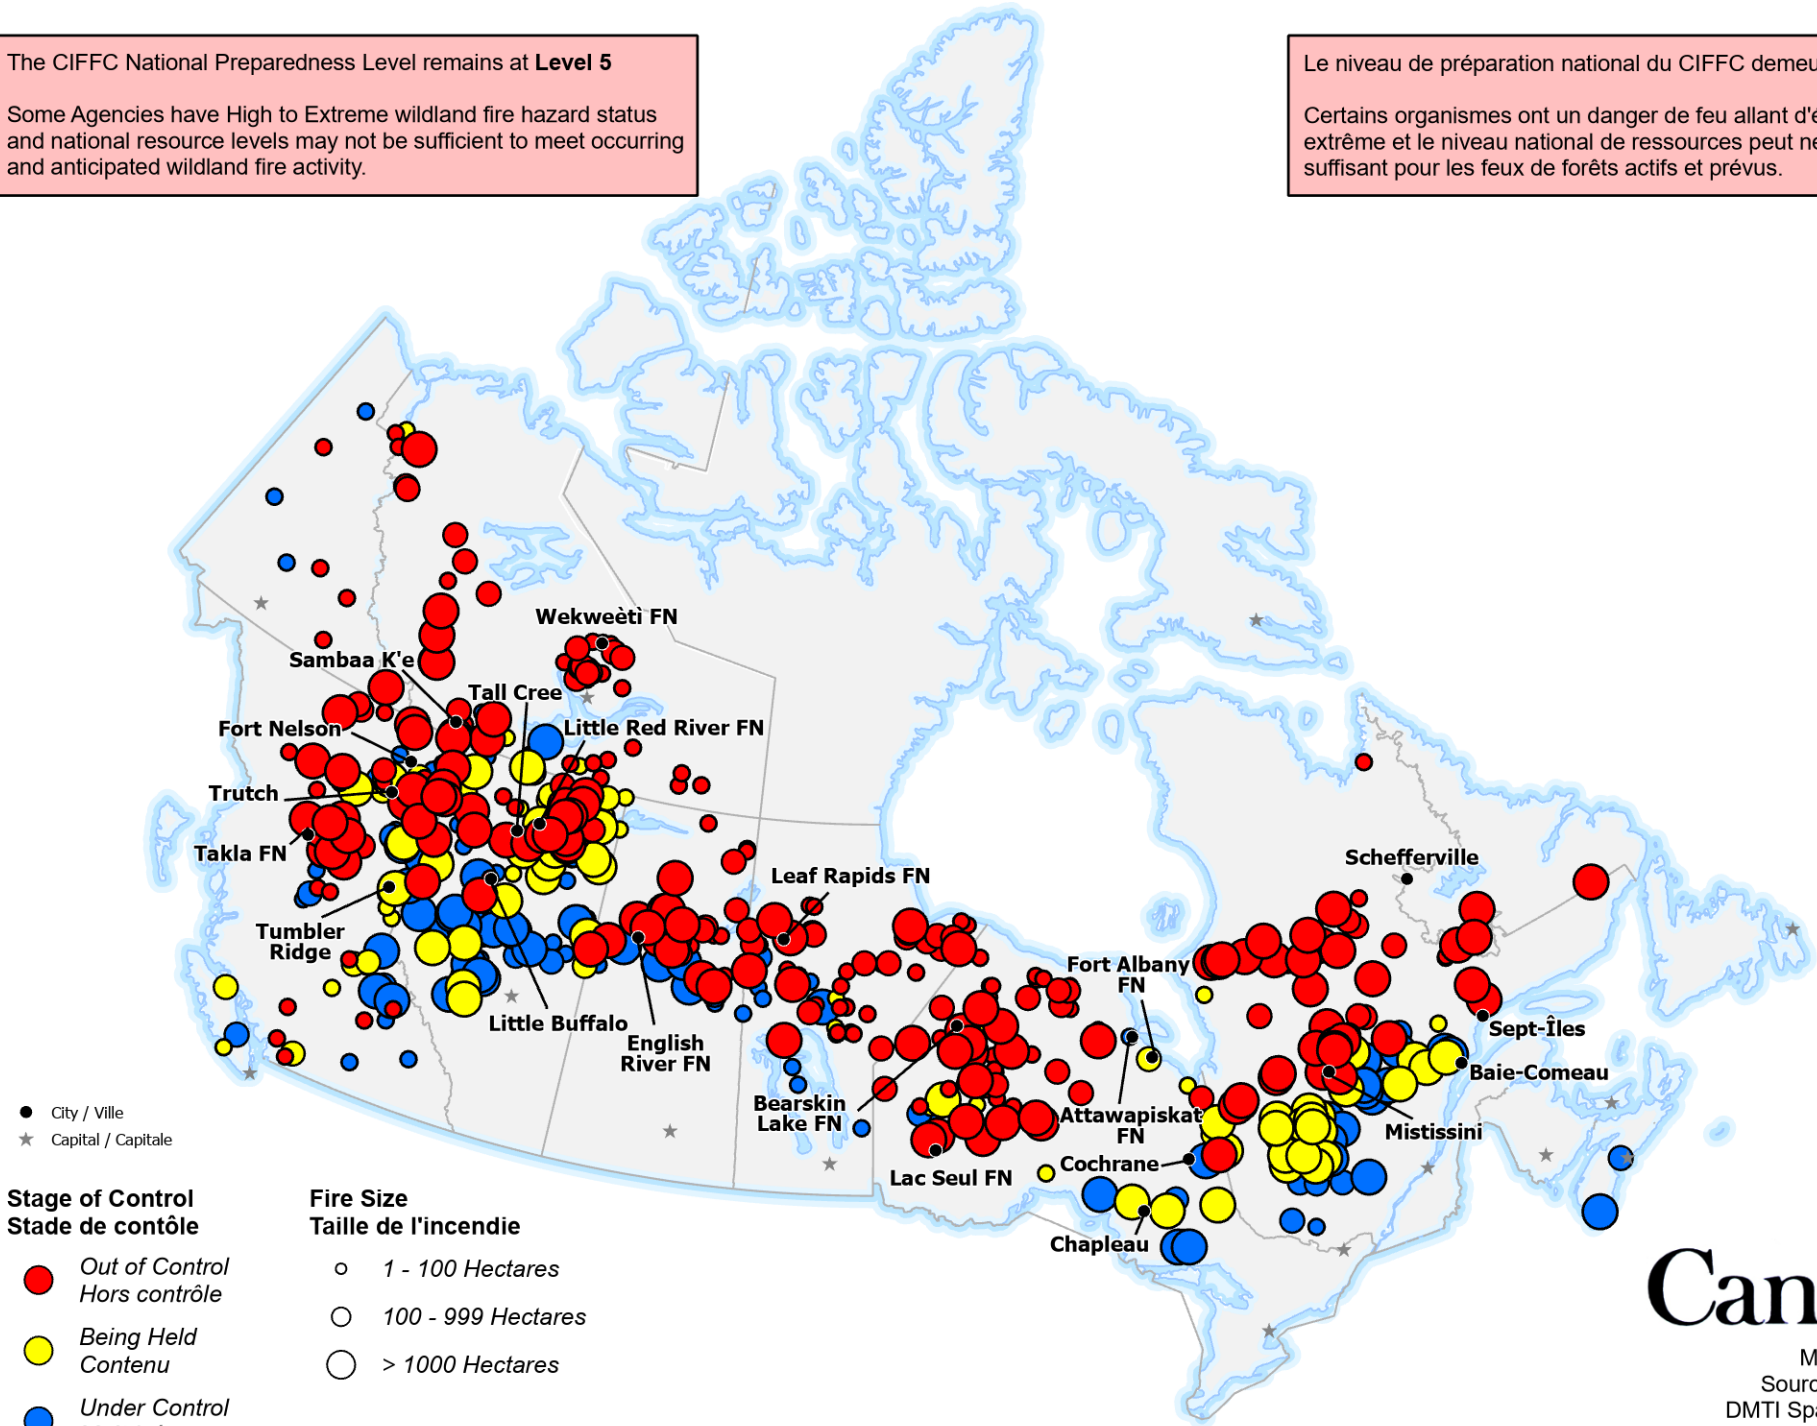 The CIFFC National Preparedness Level remains at Level 5
Some Agencies have High to Extreme wildland fire hazard status
and national resource levels may not be sufficient to meet occurring
and anticipated wildland fire activity.
Le niveau de préparation national du CIFFC demeu
Certains organismes ont un danger de feu allant d'é
extrême et le niveau national de ressources peut ne
suffisant pour les feux de forêts actifs et prévus.
Wekweètì FN
Sambaa K'e
Tall Cree
Fort Nelson
Little Red River FN
Trutch
Takla FN
Schefferville
Leaf Rapids FN
Tumbler
Ridge
Fort Albany
FN
Little Buffalo
Sept-Îles
English
River FN
Baie-Comeau
Bearskin
Lake FN
Attawapiskat
FN
Mistissini
Cochrane
Lac Seul FN
Chapleau
City / Ville
Capital / Capitale
Stage of Control
Stade de contôle
Out of Control
Hors contrôle
Being Held
Contenu
Under Control
Fire Size
Taille de l'incendie
1 - 100 Hectares
100 - 999 Hectares
> 1000 Hectares
Can
M
Sourc
DMTI Spa